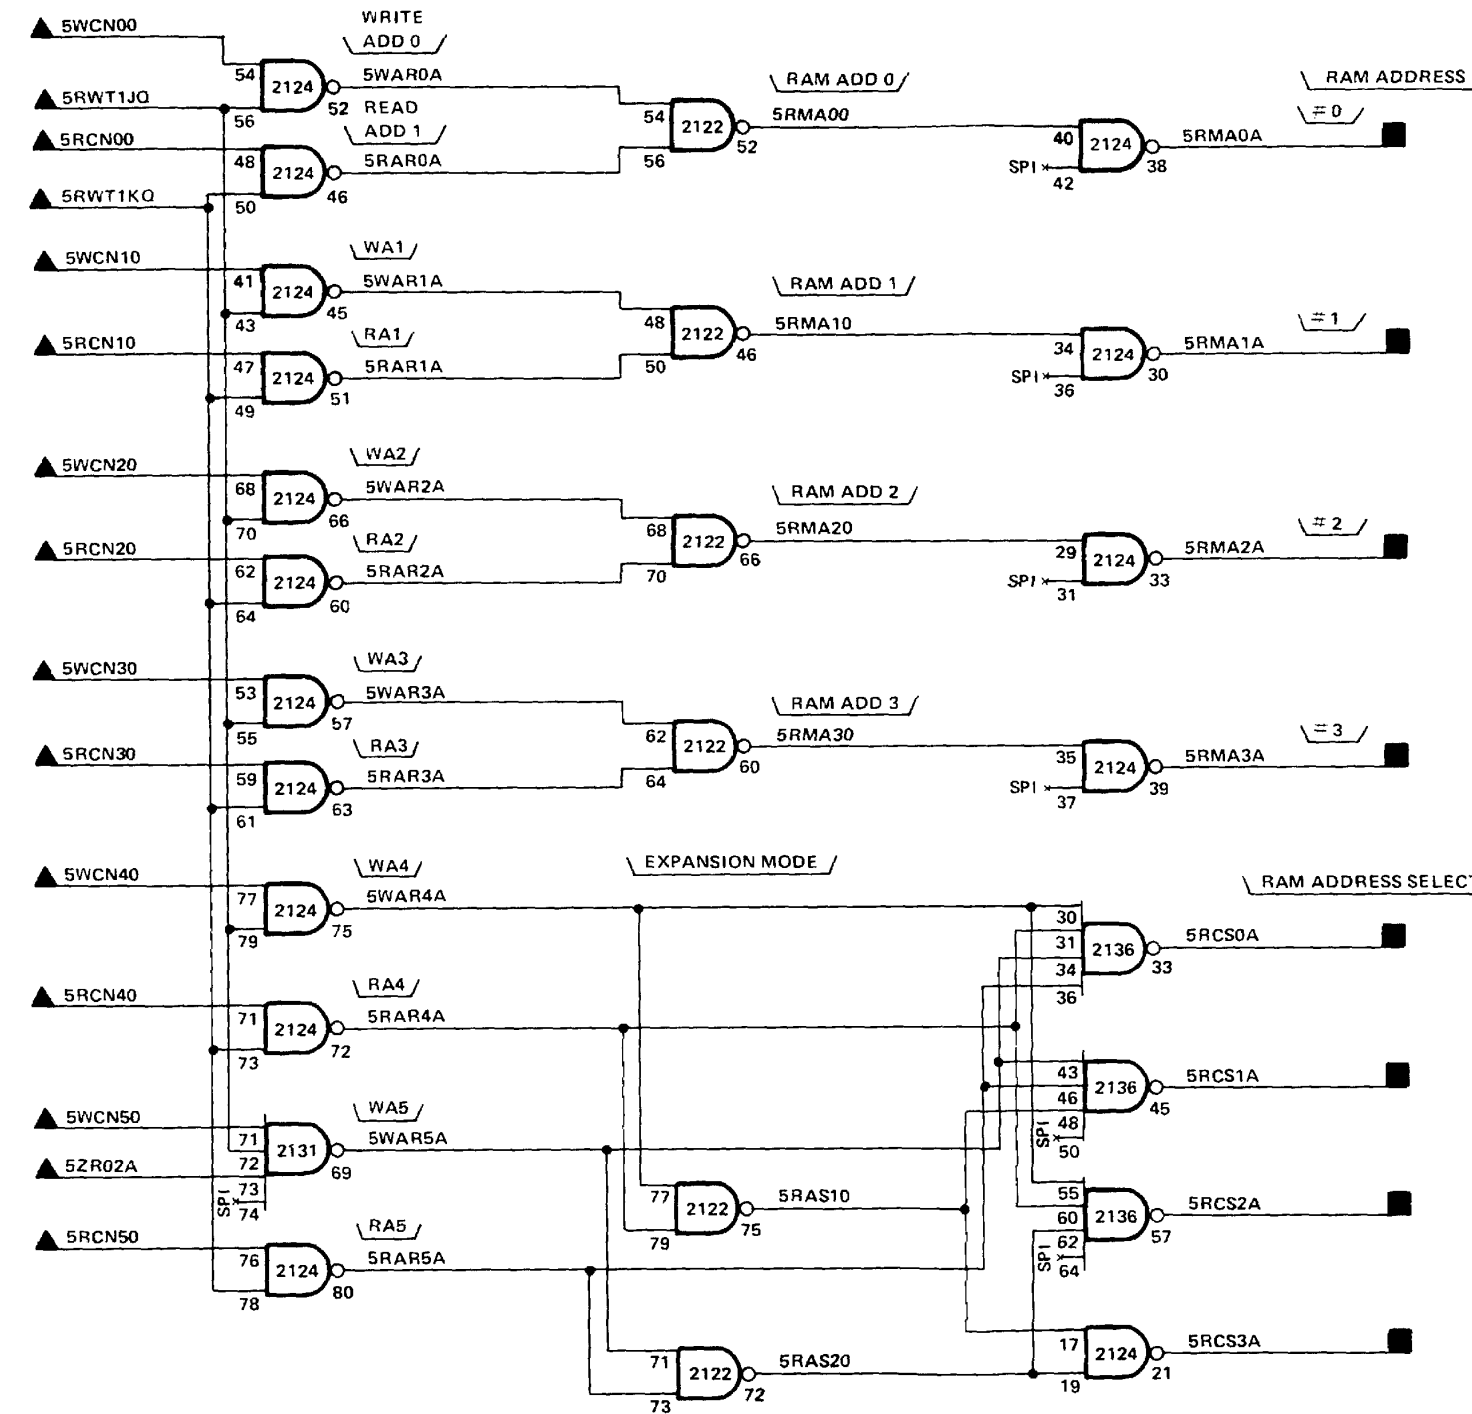 5WCN00
WRITE
ADD 0
54
2124
52
5WAR0A
5RWT1JQ
56
READ
ADD 1
5RCN00
48
2124
46
5RAR0A
5RWT1KQ
50
RAM ADD 0
54
2122
52
5RMA00
56
RAM ADDRESS
# 0
40
2124
38
5RMA0A
SPI
42
5WCN10
WA1
41
2124
45
5WAR1A
43
5RCN10
RA1
47
2124
51
5RAR1A
49
RAM ADD 1
48
2122
46
5RMA10
50
# 1
34
2124
30
5RMA1A
SPI
36
5WCN20
WA2
68
2124
66
5WAR2A
70
5RCN20
RA2
62
2124
60
5RAR2A
64
RAM ADD 2
68
2122
66
5RMA20
70
# 2
29
2124
33
5RMA2A
SPI
31
5WCN30
WA3
53
2124
57
5WAR3A
55
5RCN30
RA3
59
2124
63
5RAR3A
61
RAM ADD 3
62
2122
60
5RMA30
64
# 3
35
2124
39
5RMA3A
SPI
37
5WCN40
WA4
77
2124
75
5WAR4A
79
EXPANSION MODE
RAM ADDRESS SELECT
30
31
34
36
2136
33
5RCS0A
5RCN40
RA4
71
2124
72
5RAR4A
73
43
46
48
SPI
50
2136
45
5RCS1A
5WCN50
WA5
71
72
2131
69
5WAR5A
5ZR02A
73
SPI
74
77
2122
75
5RAS10
79
55
60
62
SPI
64
2136
57
5RCS2A
5RCN50
RA5
76
2124
80
5RAR5A
78
71
2122
72
5RAS20
73
17
2124
21
5RCS3A
19